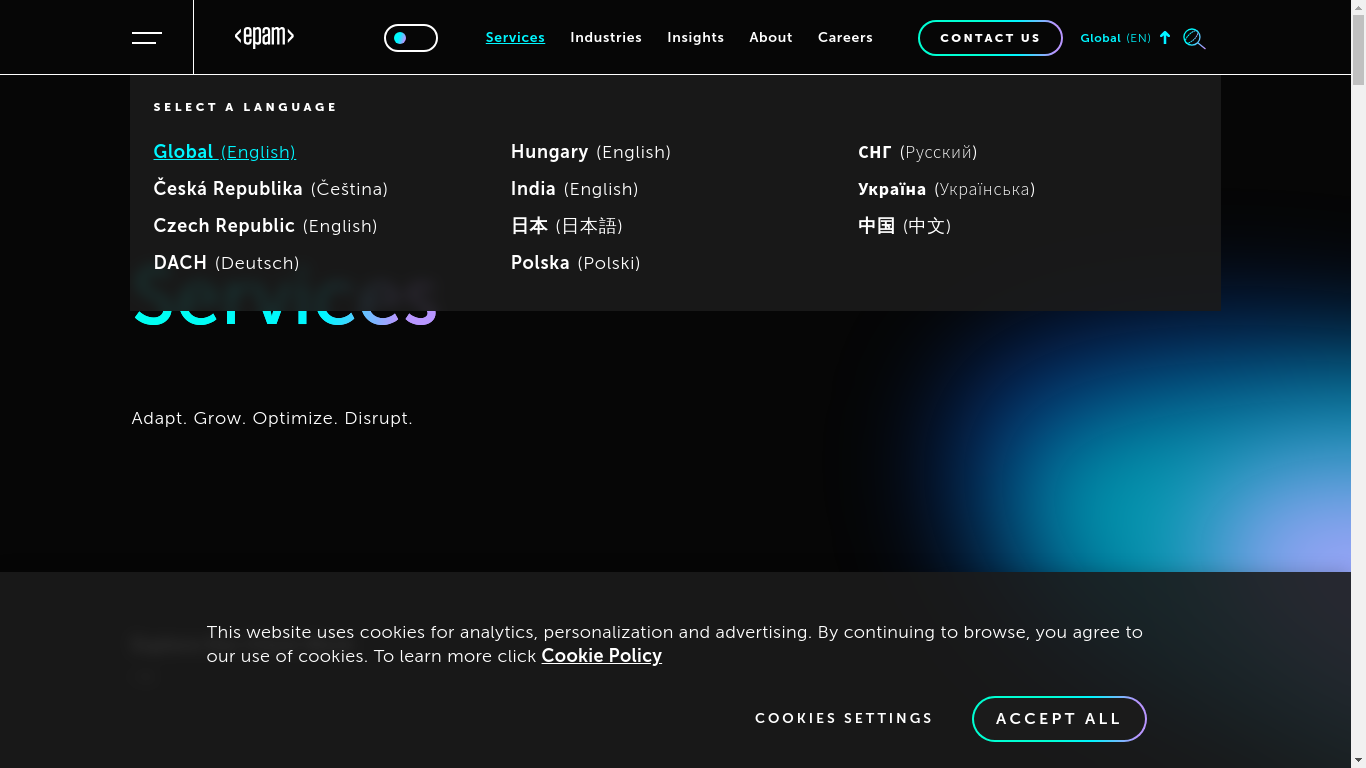 <epam>
Services
Industries
Insights
About
Careers
CONTACT US
Global (EN)
SELECT A LANGUAGE
Global (English)
Česká Republika (Čeština)
Czech Republic (English)
DACH (Deutsch)
Hungary (English)
India (English)
日本 (日本語)
Polska (Polski)
СНГ (Русский)
Україна (Українська)
中国 (中文)
Services
Adapt. Grow. Optimize. Disrupt.
This website uses cookies for analytics, personalization and advertising. By continuing to browse, you agree to
our use of cookies. To learn more click Cookie Policy
COOKIES SETTINGS
ACCEPT ALL